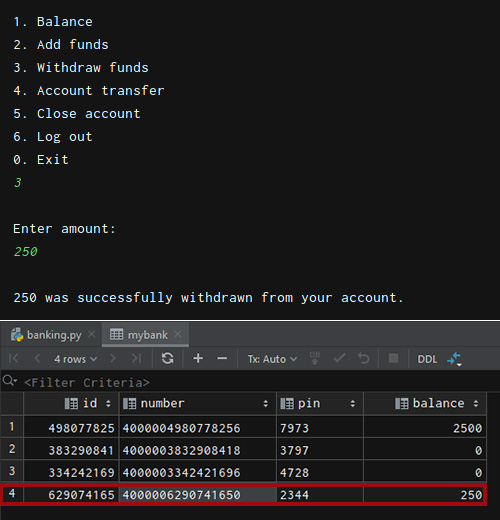 1. Balance
2. Add funds
3. Withdraw funds
4. Account transfer
5. Close account
6. Log out
0. Exit
3
Enter amount:
250
250 was successfully withdrawn from your account.
banking.py mybank
4 rows Tx: Auto DB DDL
<Filter Criteria>
id number pin balance
1 498077825 4000004980778256 7973 2500
2 383290841 4000003832908418 3797 0
3 334242169 4000003342421696 4728 0
4 629074165 4000006290741650 2344 250